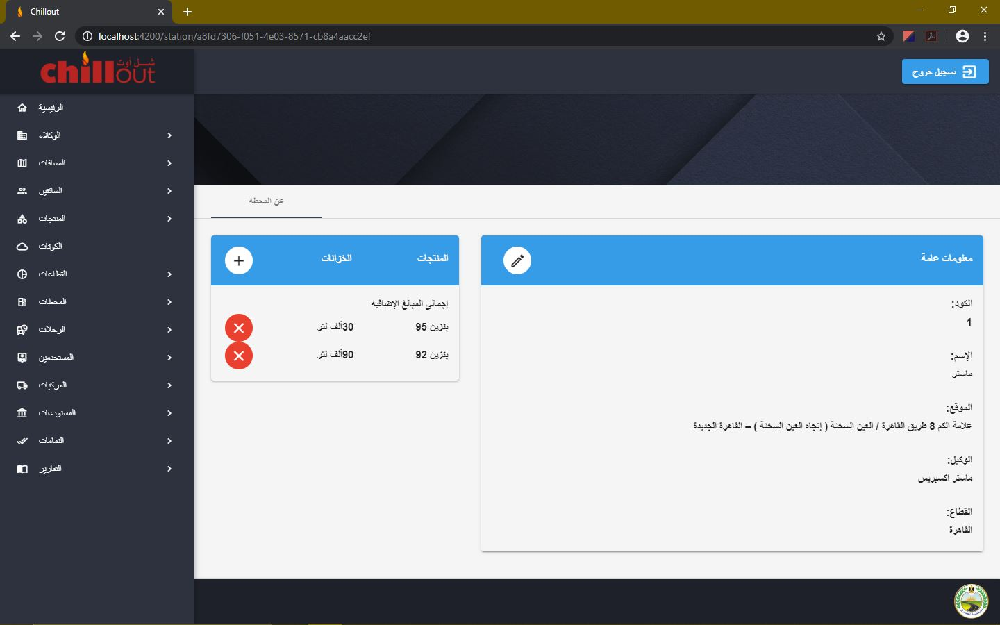 Chillout
localhost:4200/station/a8fd7306-f051-4e03-8571-cb8a4aacc2ef
شل أوت
chillout
تسجيل خروج
الرئيسية
الوكلاء
المسافات
السائقين
المنتجات
الكوتات
القطاعات
المحطات
الرحلات
المستخدمين
المركبات
المستودعات
التمامات
التقارير
عن المحطة
معلومات عامة
الكود:
1
الإسم:
ماستر
الموقع:
علامة الكم 8 طريق القاهرة / العين السخنة ( إتجاه العين السخنة ) – القاهرة الجديدة
الوكيل:
ماستر اكسبريس
القطاع:
القاهرة
المنتجات الخزانات
إجمالى المبالغ الإضافيه
بنزين 95 30ألف لتر
بنزين 92 90ألف لتر